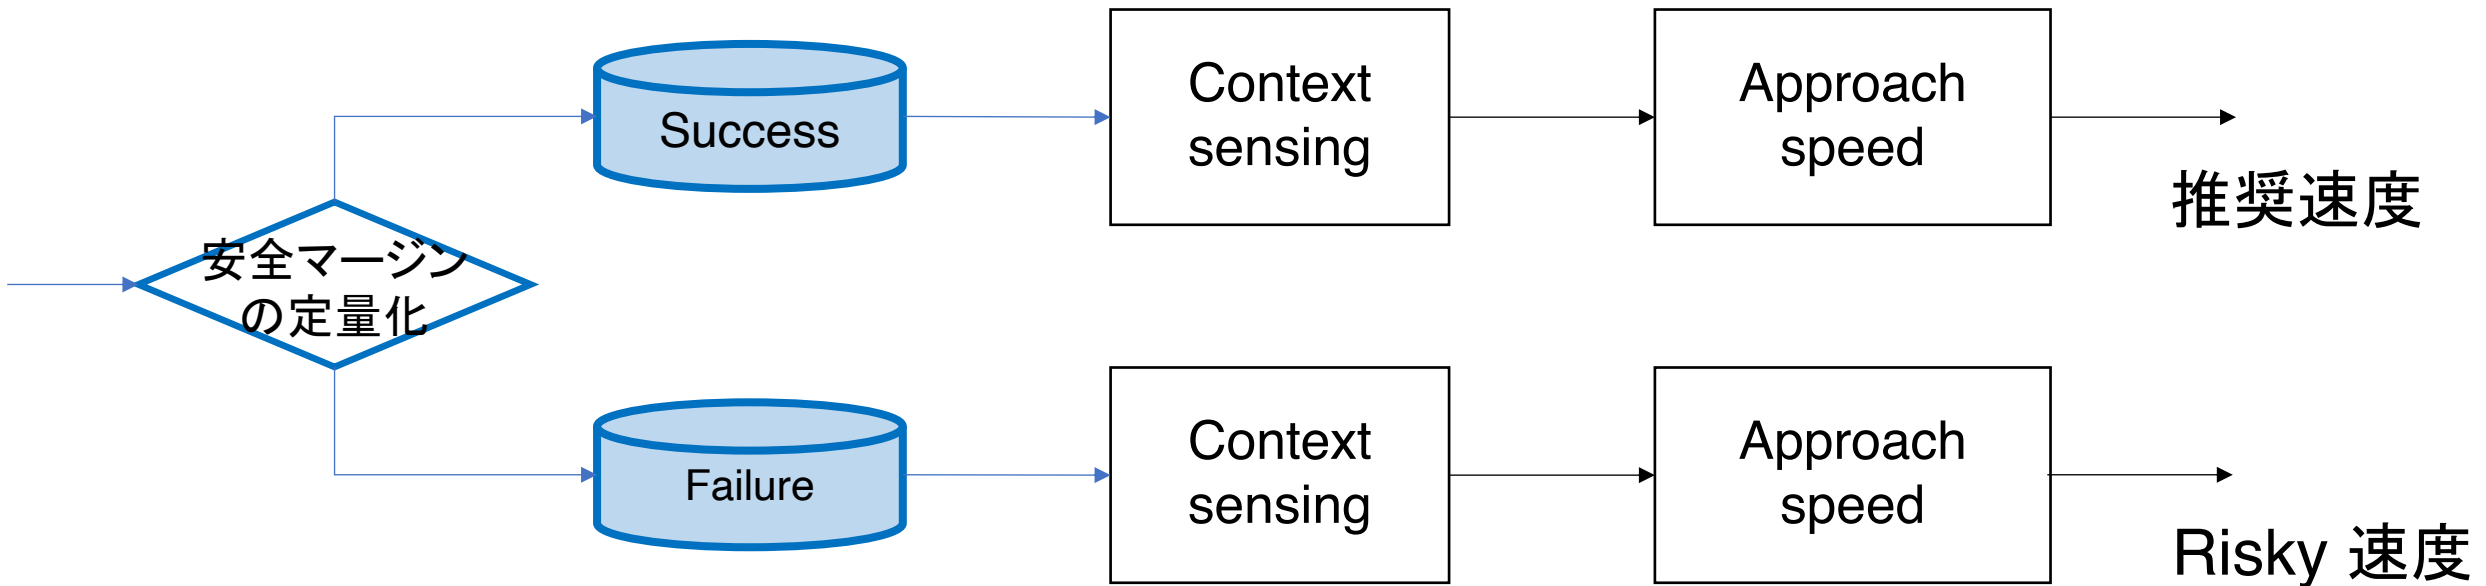 安全マージン
の定量化
Success
Context
sensing
Approach
speed
推奨速度
Failure
Context
sensing
Approach
speed
Risky 速度